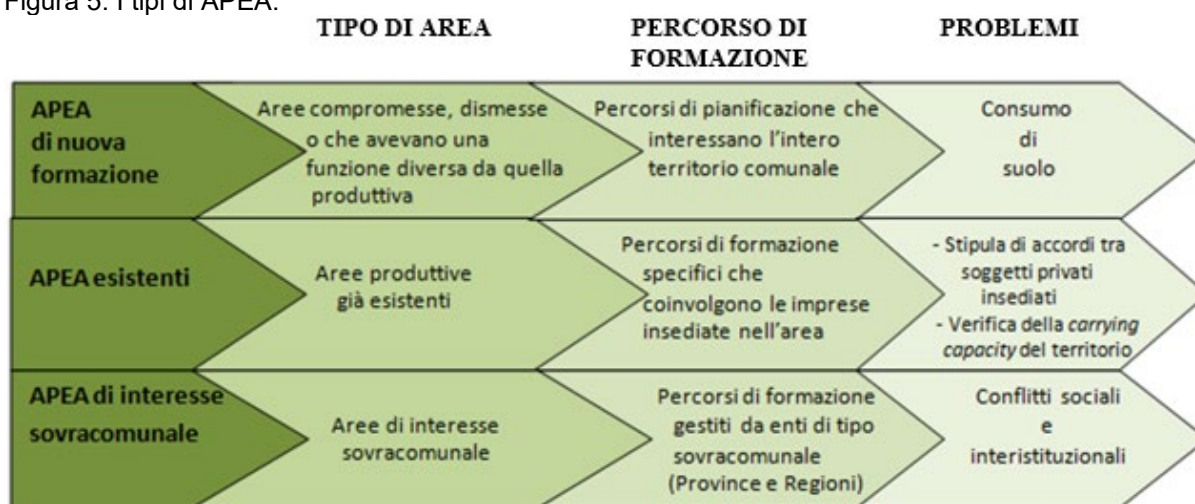 Figura 5. I tipi di APEA.
TIPO DI AREA
PERCORSO DI
FORMAZIONE
PROBLEMI
APEA
di nuova
formazione
Aree compromesse, dismesse
o che avevano una
funzione diversa da quella
produttiva
Percorsi di pianificazione che
interessano l'intero
territorio comunale
Consumo
di
suolo
APEA esistenti
Aree produttive
già esistenti
Percorsi di formazione
specifici che
coinvolgono le imprese
insediate nell'area
- Stipula di accordi tra
soggetti privati
insediati
- Verifica della carrying
capacity del territorio
APEA di interesse
sovracomunale
Aree di interesse
sovracomunale
Percorsi di formazione
gestiti da enti di tipo
sovracomunale
(Province e Regioni)
Conflitti sociali
e
interistituzionali